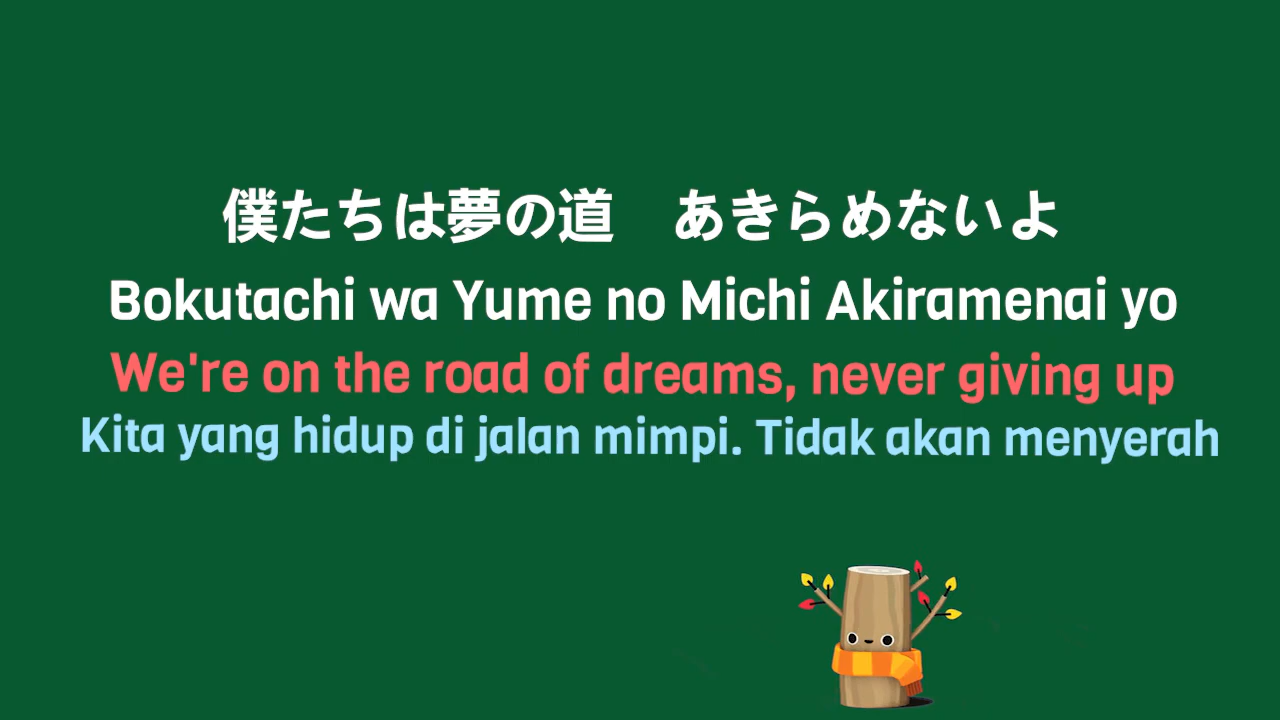 僕たちは夢の道　あきらめないよ
Bokutachi wa Yume no Michi Akiramenai yo
We're on the road of dreams, never giving up
Kita yang hidup di jalan mimpi. Tidak akan menyerah